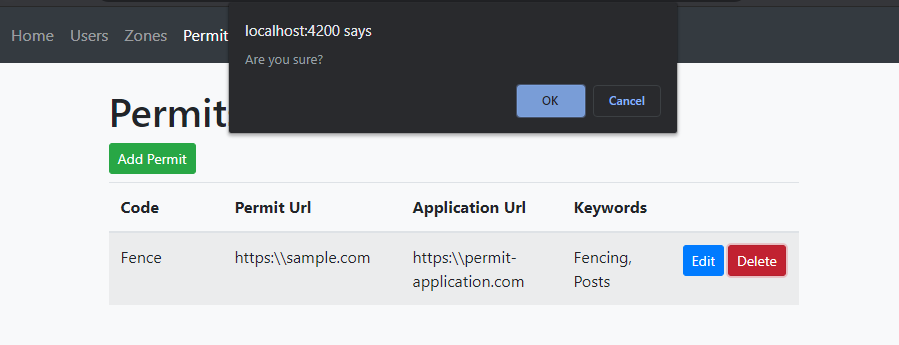 localhost:4200 says
Are you sure?
OK Cancel
Home Users Zones Permit
Permit
Add Permit
Code Permit Url Application Url Keywords
Fence https:\\sample.com https:\\permit- Fencing, Edit Delete
application.com Posts